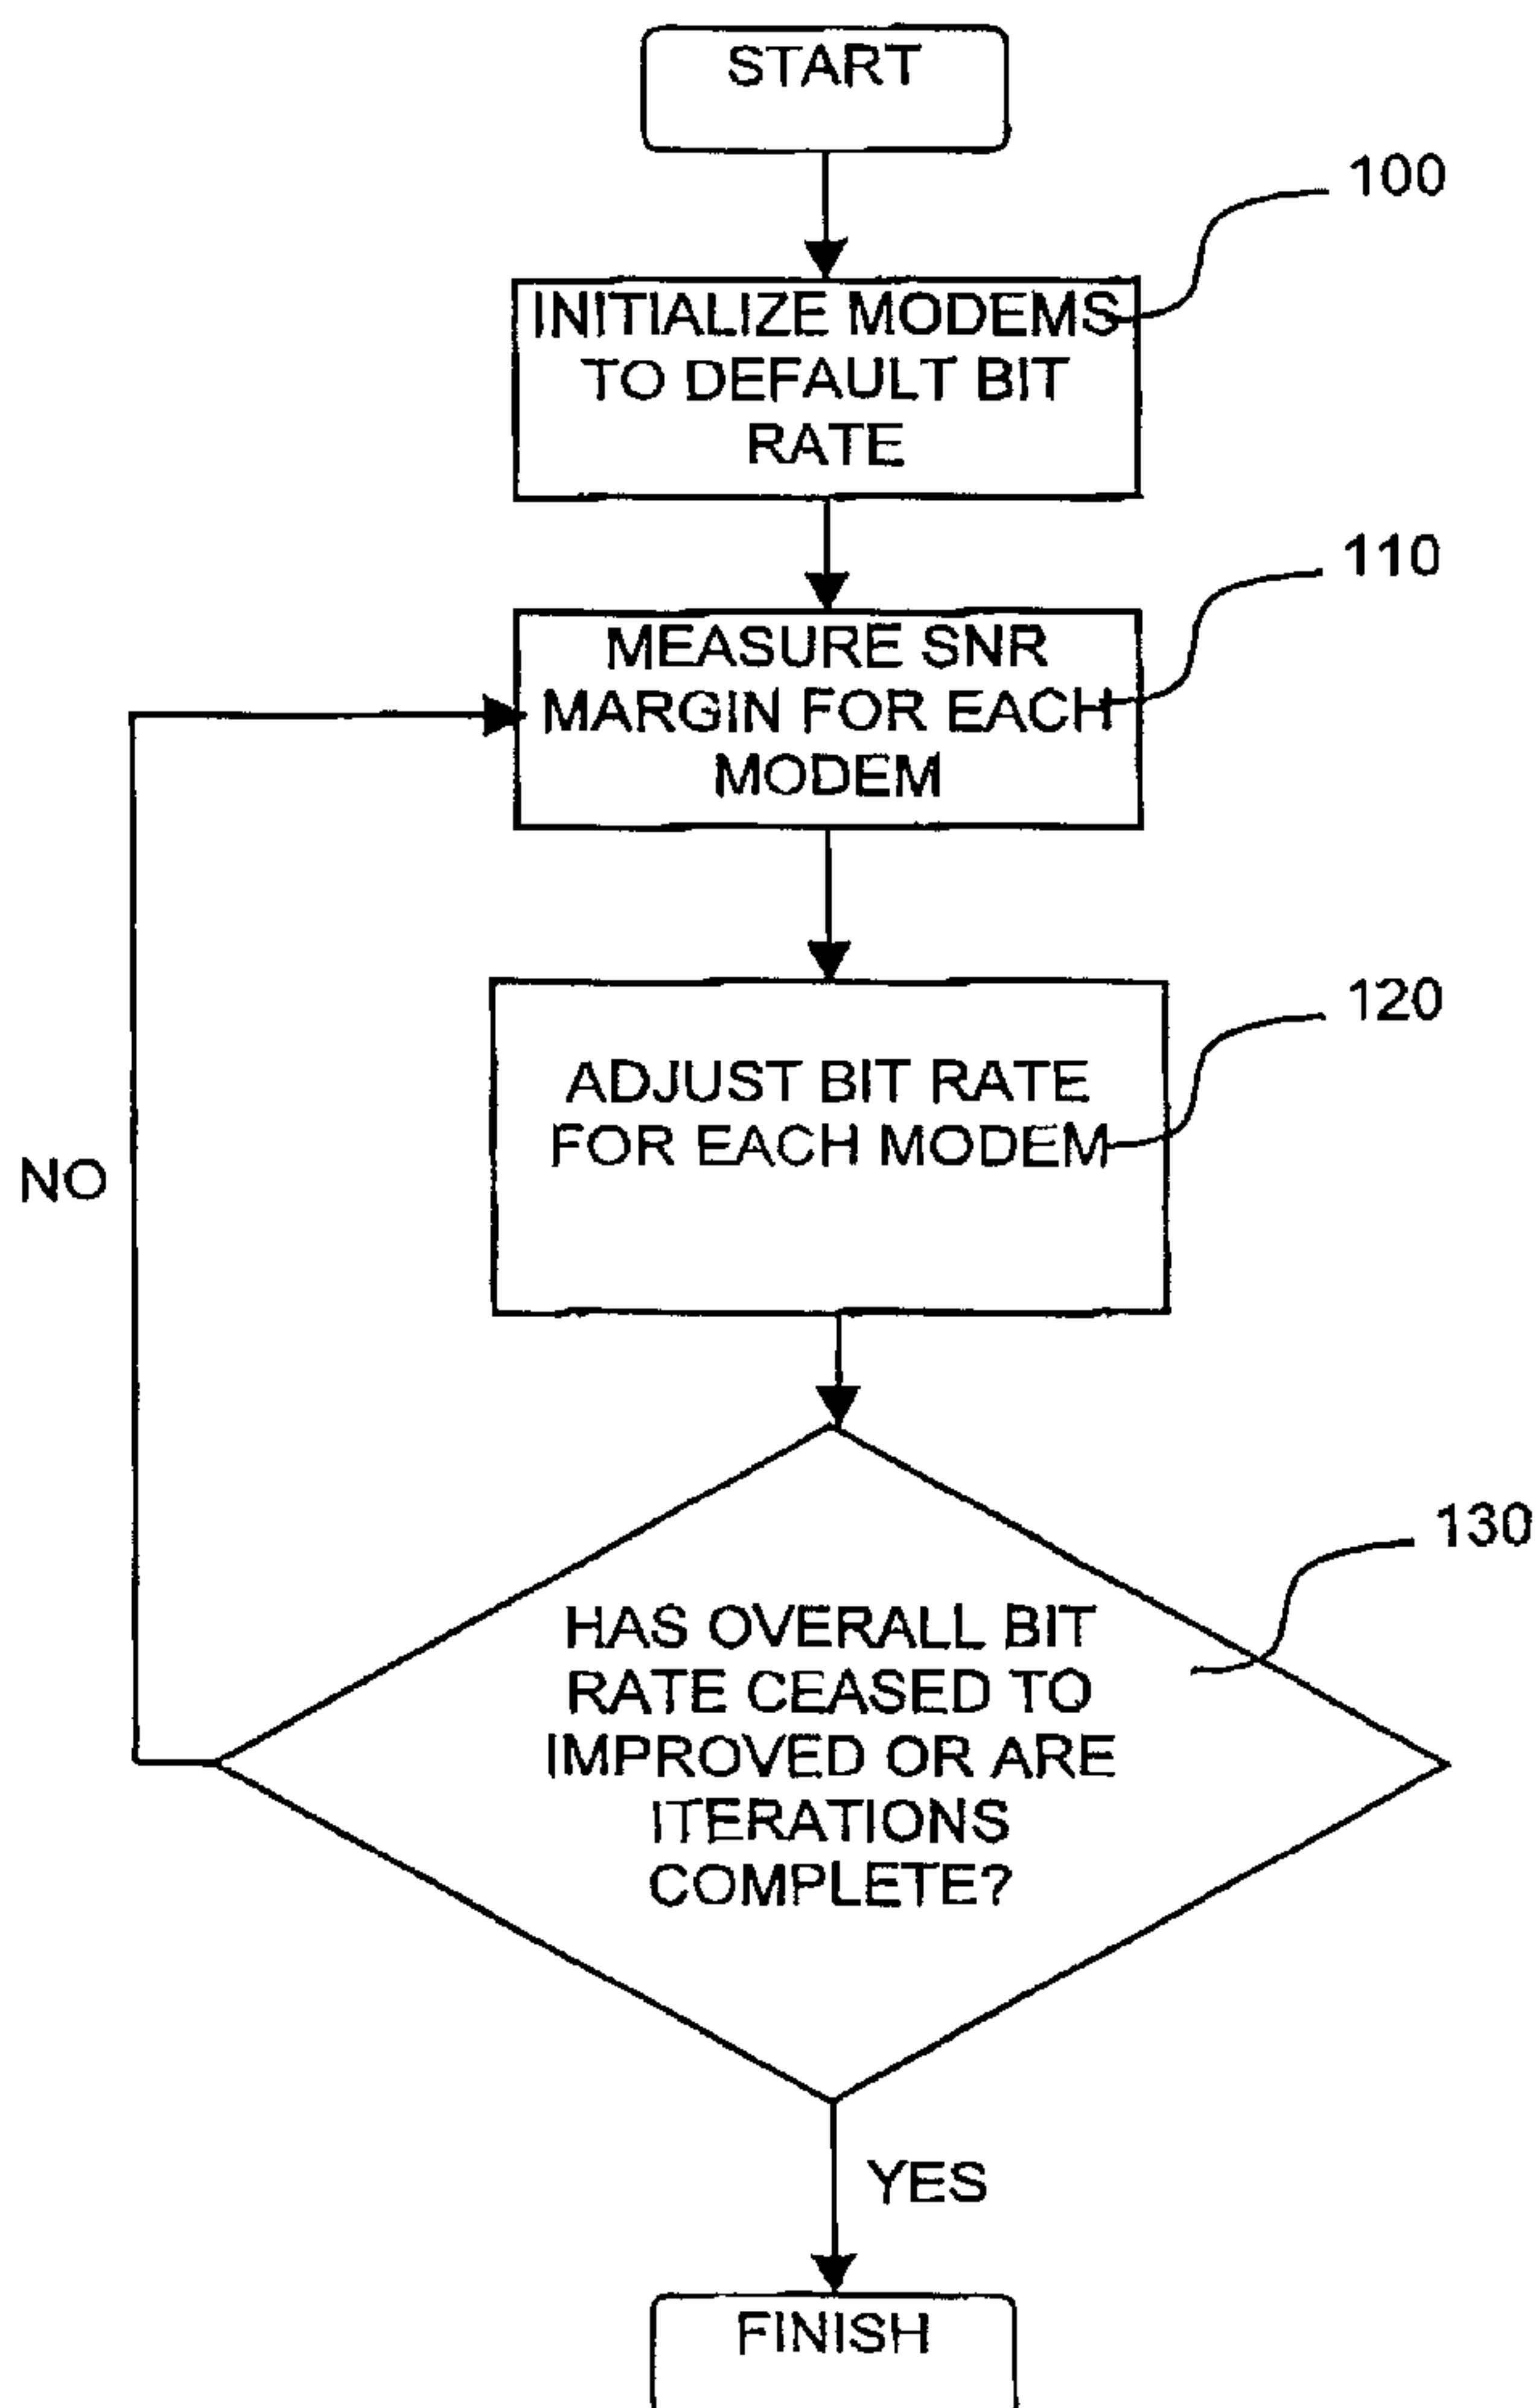 START
100
INITIALIZE MODEMS
TO DEFAULT BIT
RATE
110
MEASURE SNR
MARGIN FOR EACH
MODEM
120
ADJUST BIT RATE
FOR EACH MODEM
NO
130
HAS OVERALL BIT
RATE CEASED TO
IMPROVED OR ARE
ITERATIONS
COMPLETE?
YES
FINISH